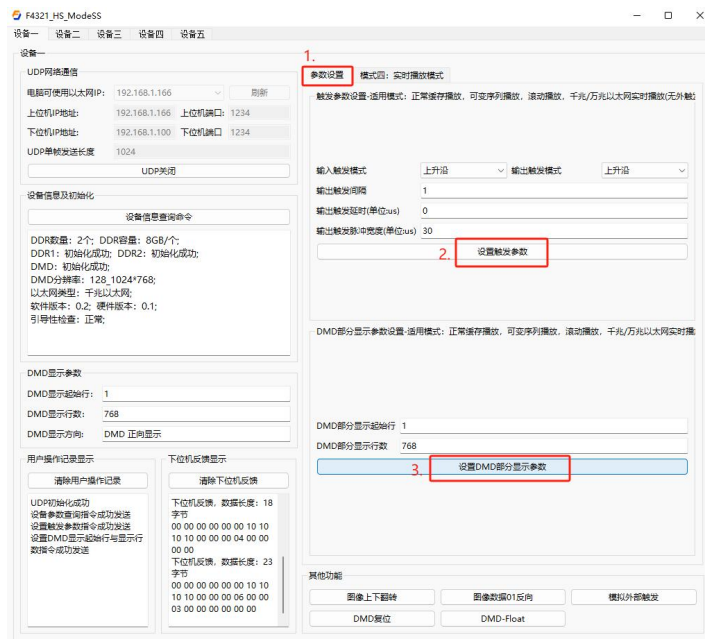 F4321_HS_ModeSS
设备一 设备二 设备三 设备四 设备五
设备一
UDP网络通信
电脑可使用以太网IP: 192.168.1.166 刷新
上位机IP地址: 192.168.1.166 上位机端口: 1234
下位机IP地址: 192.168.1.100 下位机端口 1234
UDP单帧发送长度 1024
UDP关闭
设备信息及初始化
设备信息查询命令
DDR数量: 2个; DDR容量: 8GB/个;
DDR1: 初始化成功; DDR2: 初始化成功;
DMD: 初始化成功;
DMD分辨率: 128_1024*768;
以太网类型: 千兆以太网;
软件版本: 0.2; 硬件版本: 0.1;
引导性检查: 正常;
DMD显示参数
DMD显示起始行: 1
DMD显示行数: 768
DMD显示方向: DMD 正向显示
用户操作记录显示
清除用户操作记录
UDP初始化成功
设备参数查询指令成功发送
设置触发参数指令成功发送
设置DMD显示起始行与显示行
数指令成功发送
下位机反馈显示
清除下位机反馈
下位机反馈, 数据长度: 18
字节
00 00 00 00 00 00 10 10
10 10 00 00 00 04 00 00
00 00
下位机反馈, 数据长度: 23
字节
00 00 00 00 00 00 10 10
10 10 00 00 00 06 00 00
03 00 00 00 00 00 00
1.
参数设置 模式四: 实时播放模式
触发参数设置-适用模式: 正常缓存播放, 可变序列播放, 滚动播放, 千兆/万兆以太网实时播放(无外触
输入触发模式 上升沿 输出触发模式 上升沿
输出触发间隔 1
输出触发延时(单位:us) 0
输出触发脉冲宽度(单位:us) 30
2. 设置触发参数
DMD部分显示参数设置-适用模式: 正常缓存播放, 可变序列播放, 滚动播放, 千兆/万兆以太网实时播
DMD部分显示起始行 1
DMD部分显示行数 768
3. 设置DMD部分显示参数
其他功能
图像上下翻转 图像数据01反向 模拟外部触发
DMD复位 DMD-Float